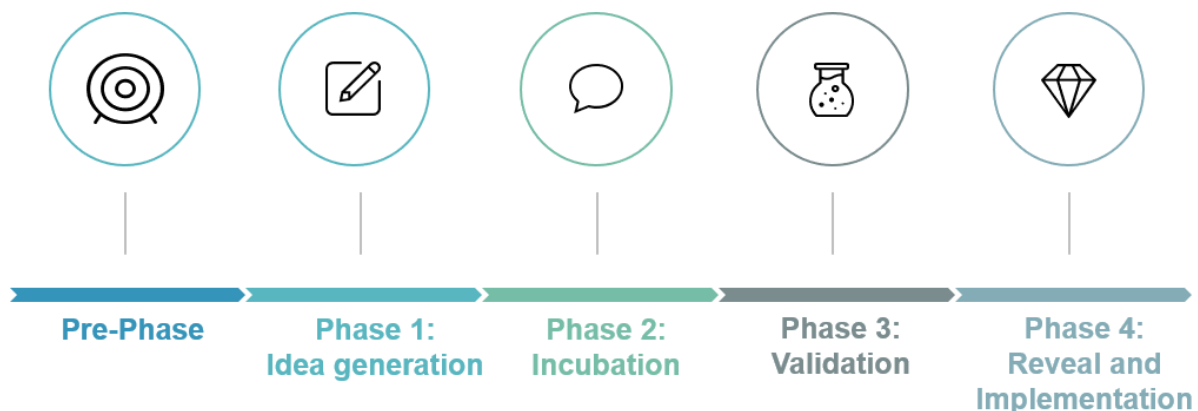 Pre-Phase
Phase 1:
Idea generation
Phase 2:
Incubation
Phase 3:
Validation
Phase 4:
Reveal and
Implementation